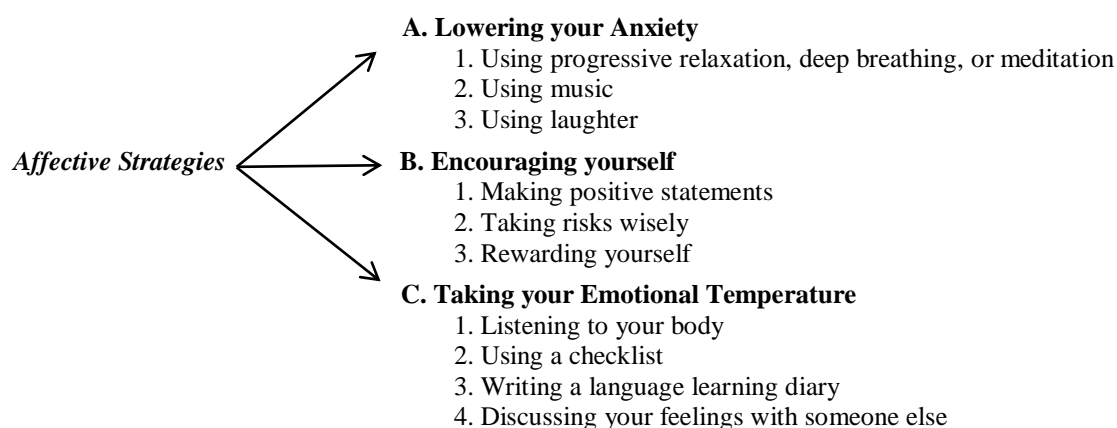 A. Lowering your Anxiety
1. Using progressive relaxation, deep breathing, or meditation
2. Using music
3. Using laughter
Affective Strategies
B. Encouraging yourself
1. Making positive statements
2. Taking risks wisely
3. Rewarding yourself
C. Taking your Emotional Temperature
1. Listening to your body
2. Using a checklist
3. Writing a language learning diary
4. Discussing your feelings with someone else